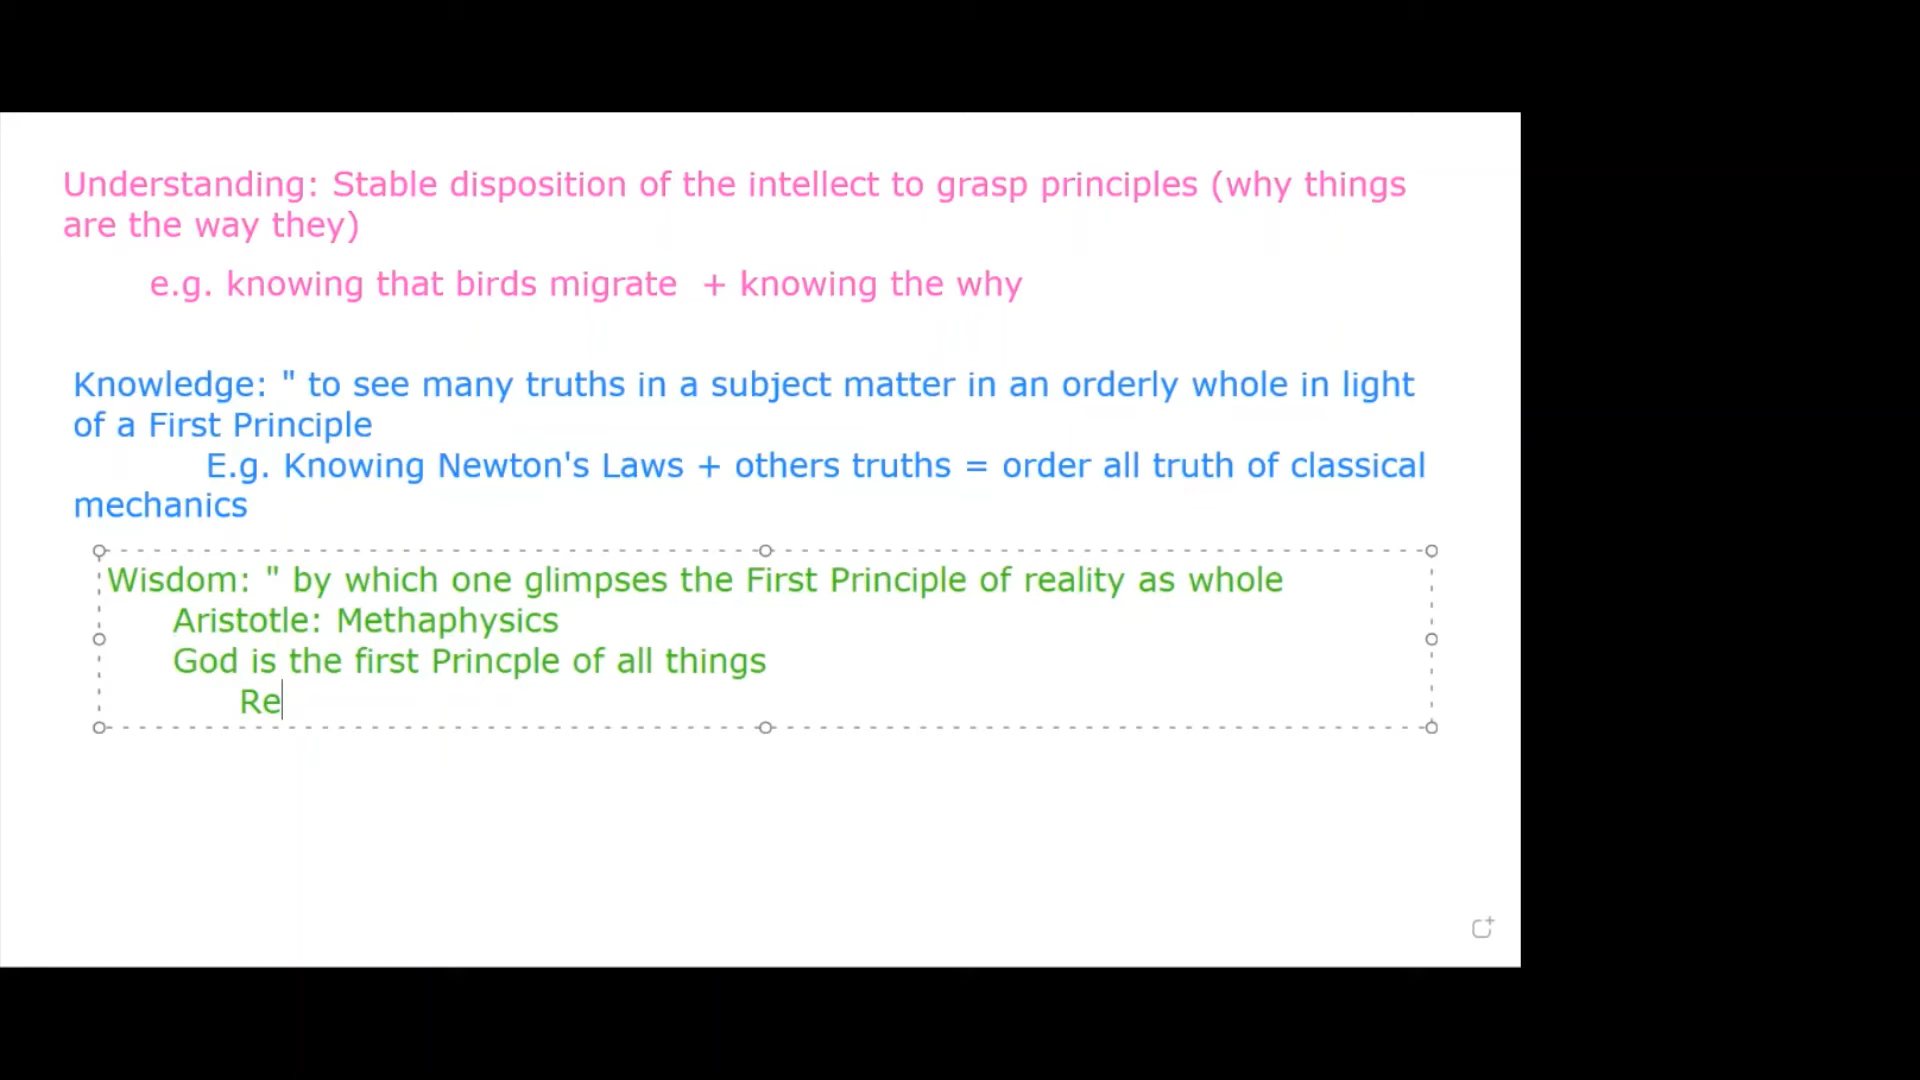 Understanding: Stable disposition of the intellect to grasp principles (why things
are the way they)
e.g. knowing that birds migrate + knowing the why
Knowledge: " to see many truths in a subject matter in an orderly whole in light
of a First Principle
E.g. Knowing Newton's Laws + others truths = order all truth of classical
mechanics
Wisdom: " by which one glimpses the First Principle of reality as whole
Aristotle: Methaphysics
God is the first Princple of all things
Re